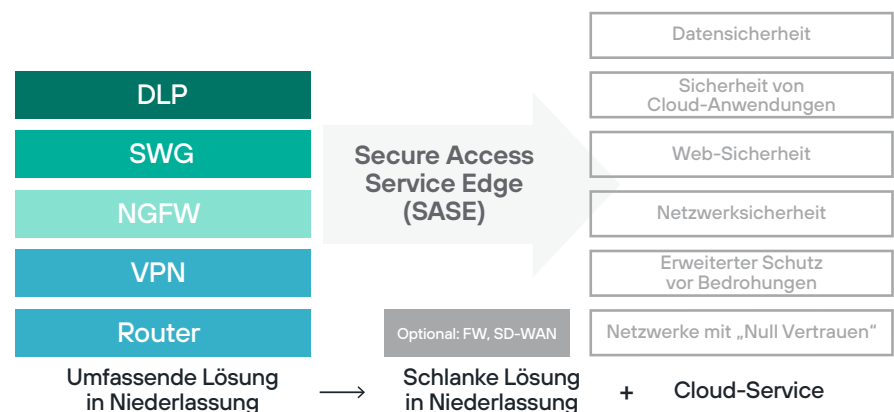 DLP
SWG
NGFW
VPN
Router
Umfassende Lösung
in Niederlassung
Secure Access
Service Edge
(SASE)
Optional: FW, SD-WAN
Schlanke Lösung
in Niederlassung
+
Datensicherheit
Sicherheit von
Cloud-Anwendungen
Web-Sicherheit
Netzwerksicherheit
Erweiterter Schutz
vor Bedrohungen
Netzwerke mit „Null Vertrauen“
Cloud-Service